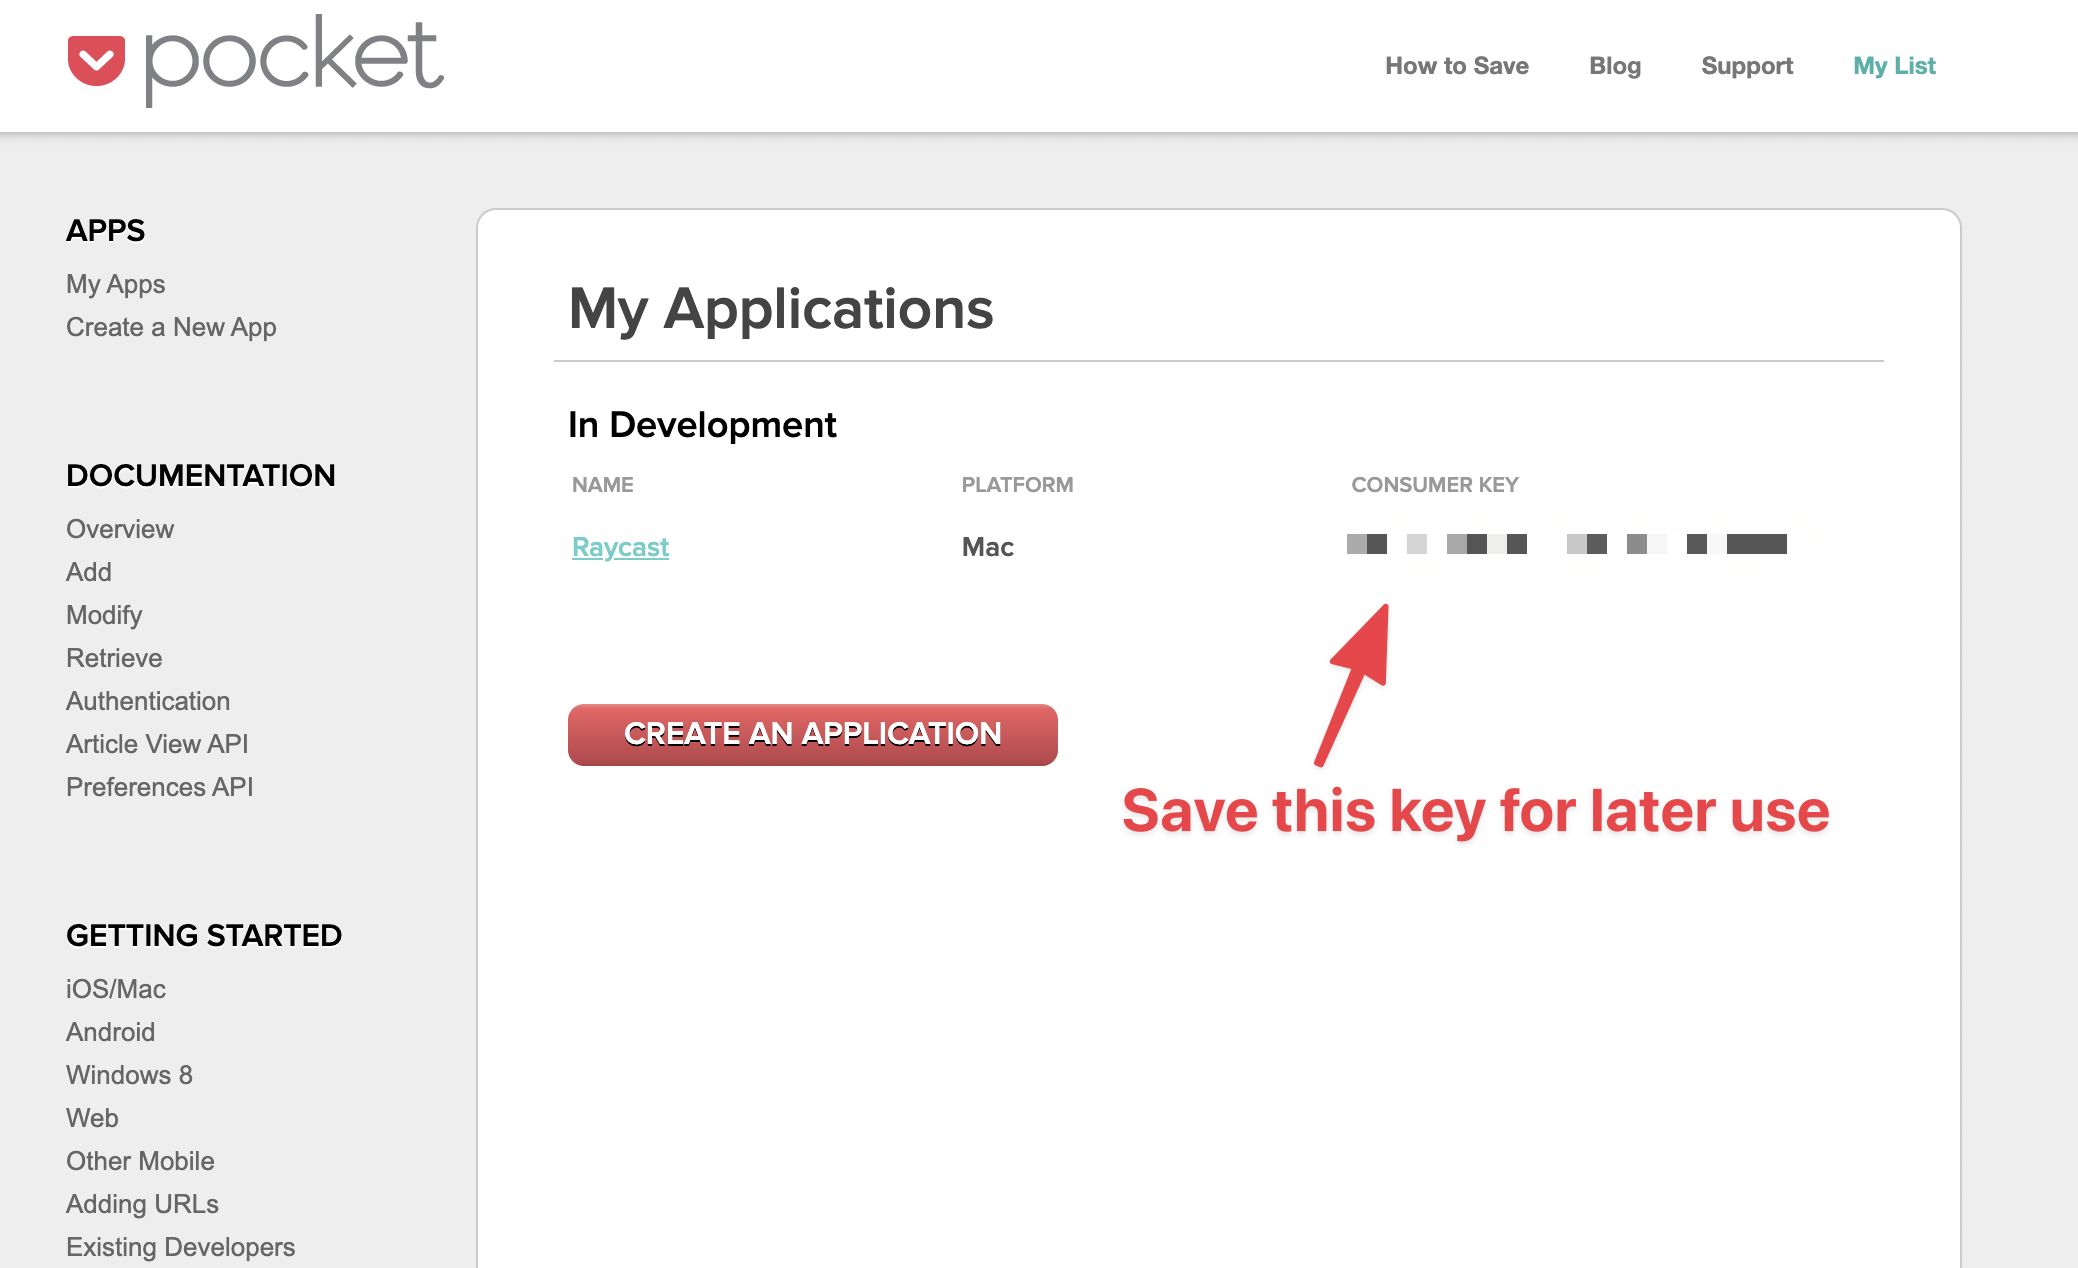 pocket
How to Save
Blog
Support
My List
APPS
My Apps
Create a New App
DOCUMENTATION
Overview
Add
Modify
Retrieve
Authentication
Article View API
Preferences API
GETTING STARTED
iOS/Mac
Android
Windows 8
Web
Other Mobile
Adding URLs
Existing Developers
My Applications
In Development
NAME PLATFORM CONSUMER KEY
Raycast Mac
CREATE AN APPLICATION
Save this key for later use